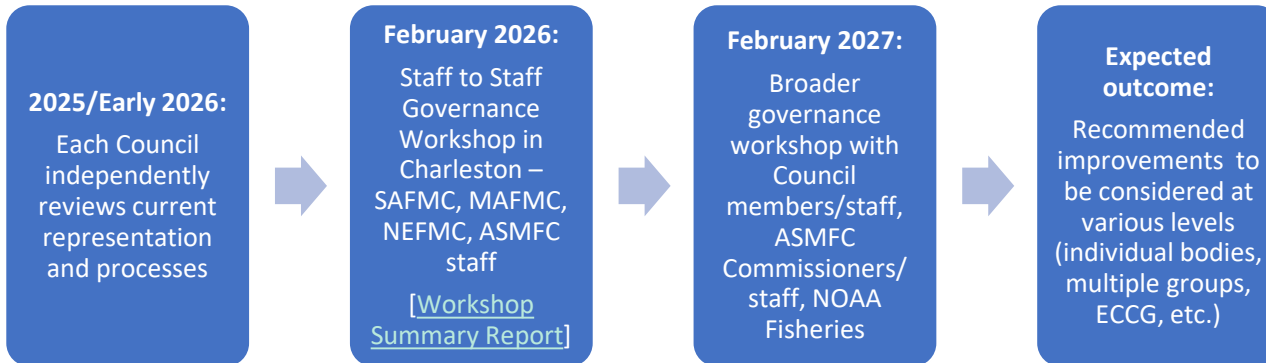 2025/Early 2026:
Each Council
independently
reviews current
representation
and processes
February 2026:
Staff to Staff
Governance
Workshop in
Charleston –
SAFMC, MAFMC,
NEFMC, ASMFC
staff
[Workshop
Summary Report]
February 2027:
Broader
governance
workshop with
Council
members/staff,
ASMFC
Commissioners/
staff, NOAA
Fisheries
Expected
outcome:
Recommended
improvements to
be considered at
various levels
(individual bodies,
multiple groups,
ECCG, etc.)